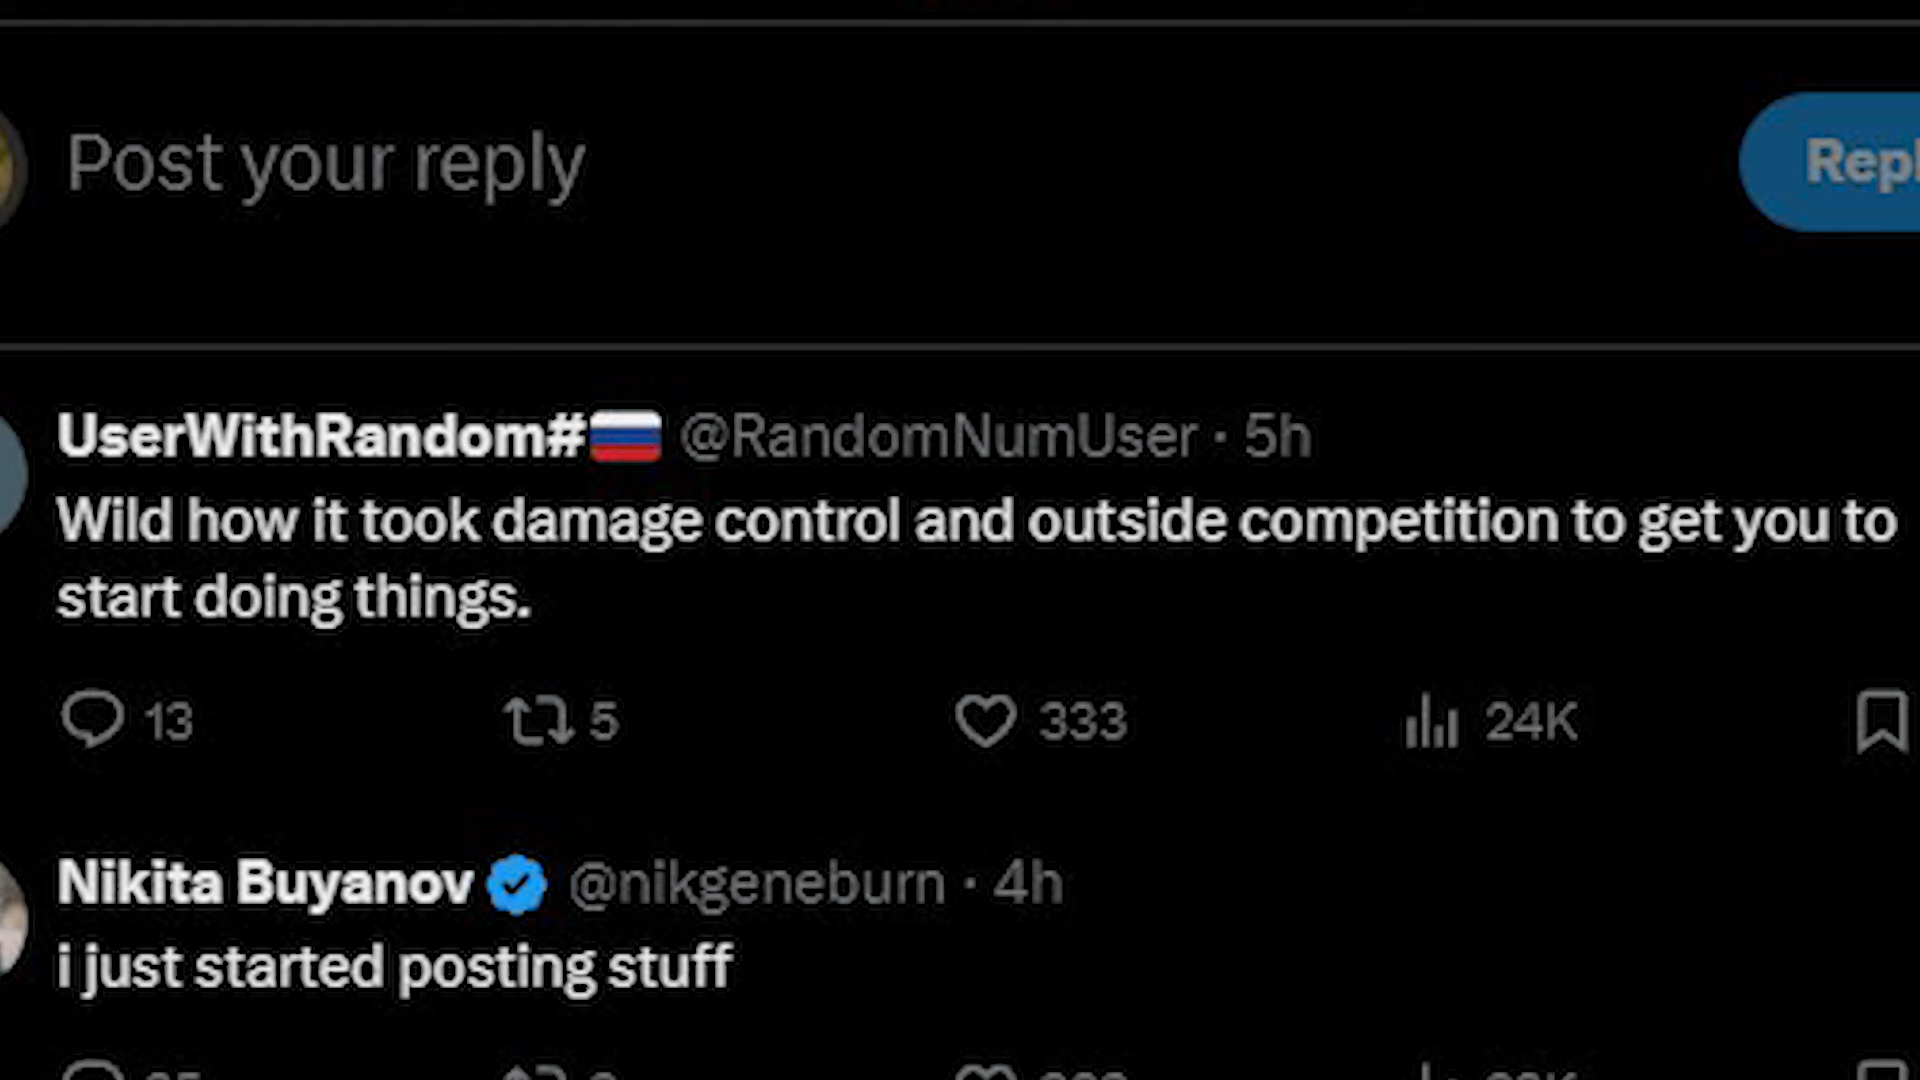 Post your reply
UserWithRandom#🇷🇺 @RandomNumUser · 5h
Wild how it took damage control and outside competition to get you to
start doing things.
13 5 333 24K
Nikita Buyanov @nikgeneburn · 4h
i just started posting stuff